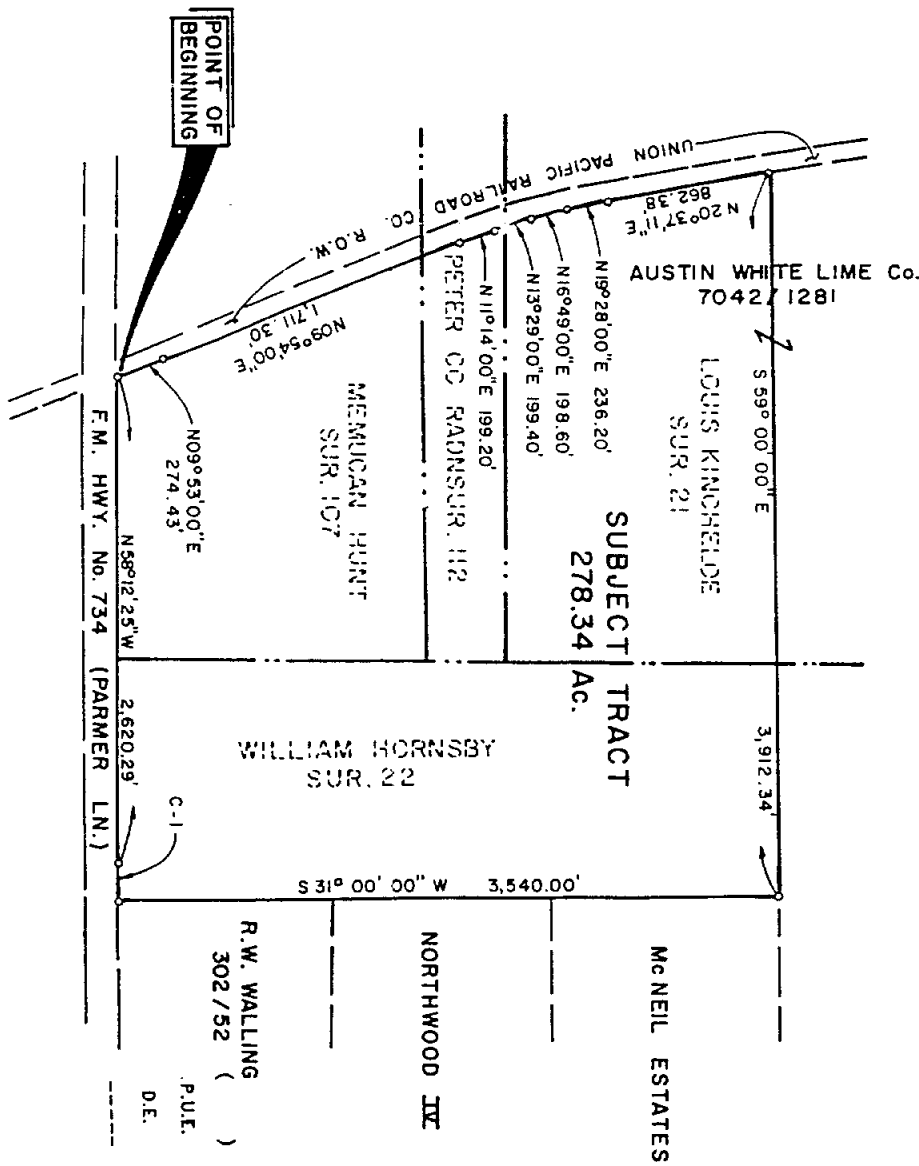 POINT OF
BEGINNING
UNION PACIFIC RAILROAD CO. R.O.W.
N 20°37'11"E
862.38'
AUSTIN WHITE LIME Co.
7042 / 1281
N19°28'00"E 236.20'
N16°49'00"E 198.60'
N13°29'00"E 199.40'
N 11°14'00"E 199.20'
N09°54'00"E
1,711.30'
N09°53'00"E
274.43'
S 59° 00' 00"E
3,912.34'
LOUIS KINCHELOE
SUR. 21
PETER CC RADNSUR. 112
MEMUCAN HUNT
SUR. 107
SUBJECT TRACT
278.34 Ac.
WILLIAM HORNSBY
SUR. 22
F.M. HWY. No. 734 (PARMER LN.)
N 58°12'25"W
2,620.29'
C-1
S 31° 00' 00" W 3,540.00'
R.W. WALLING
302/52 ( )
NORTHWOOD IV
McNEIL ESTATES
P.U.E.
D.E.